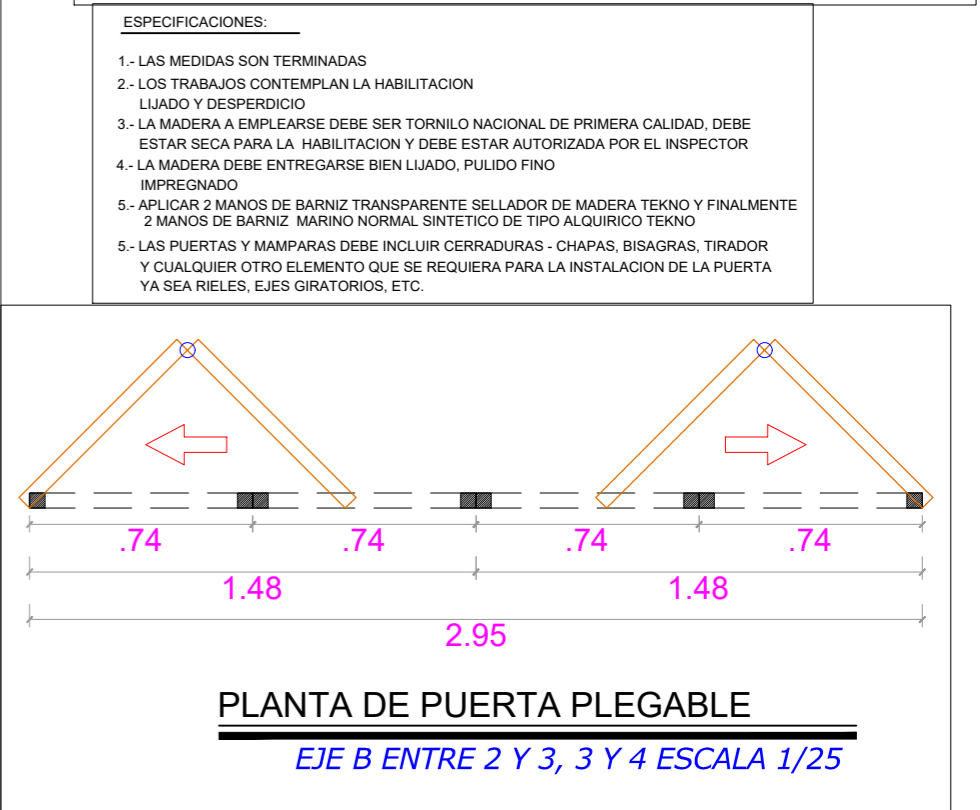 ESPECIFICACIONES:
1.- LAS MEDIDAS SON TERMINADAS
2.- LOS TRABAJOS CONTEMPLAN LA HABILITACION
LIJADO Y DESPERDICIO
3.- LA MADERA A EMPLEARSE DEBE SER TORNILO NACIONAL DE PRIMERA CALIDAD, DEBE
ESTAR SECA PARA LA HABILITACION Y DEBE ESTAR AUTORIZADA POR EL INSPECTOR
4.- LA MADERA DEBE ENTREGARSE BIEN LIJADO, PULIDO FINO
IMPREGNADO
5.- APLICAR 2 MANOS DE BARNIZ TRANSPARENTE SELLADOR DE MADERA TEKNO Y FINALMENTE
2 MANOS DE BARNIZ MARINO NORMAL SINTETICO DE TIPO ALQUIRICO TEKNO
5.- LAS PUERTAS Y MAMPARAS DEBE INCLUIR CERRADURAS - CHAPAS, BISAGRAS, TIRADOR
Y CUALQUIER OTRO ELEMENTO QUE SE REQUIERA PARA LA INSTALACION DE LA PUERTA
YA SEA RIELES, EJES GIRATORIOS, ETC.
.74 .74 .74 .74
1.48 1.48
2.95
PLANTA DE PUERTA PLEGABLE
EJE B ENTRE 2 Y 3, 3 Y 4 ESCALA 1/25